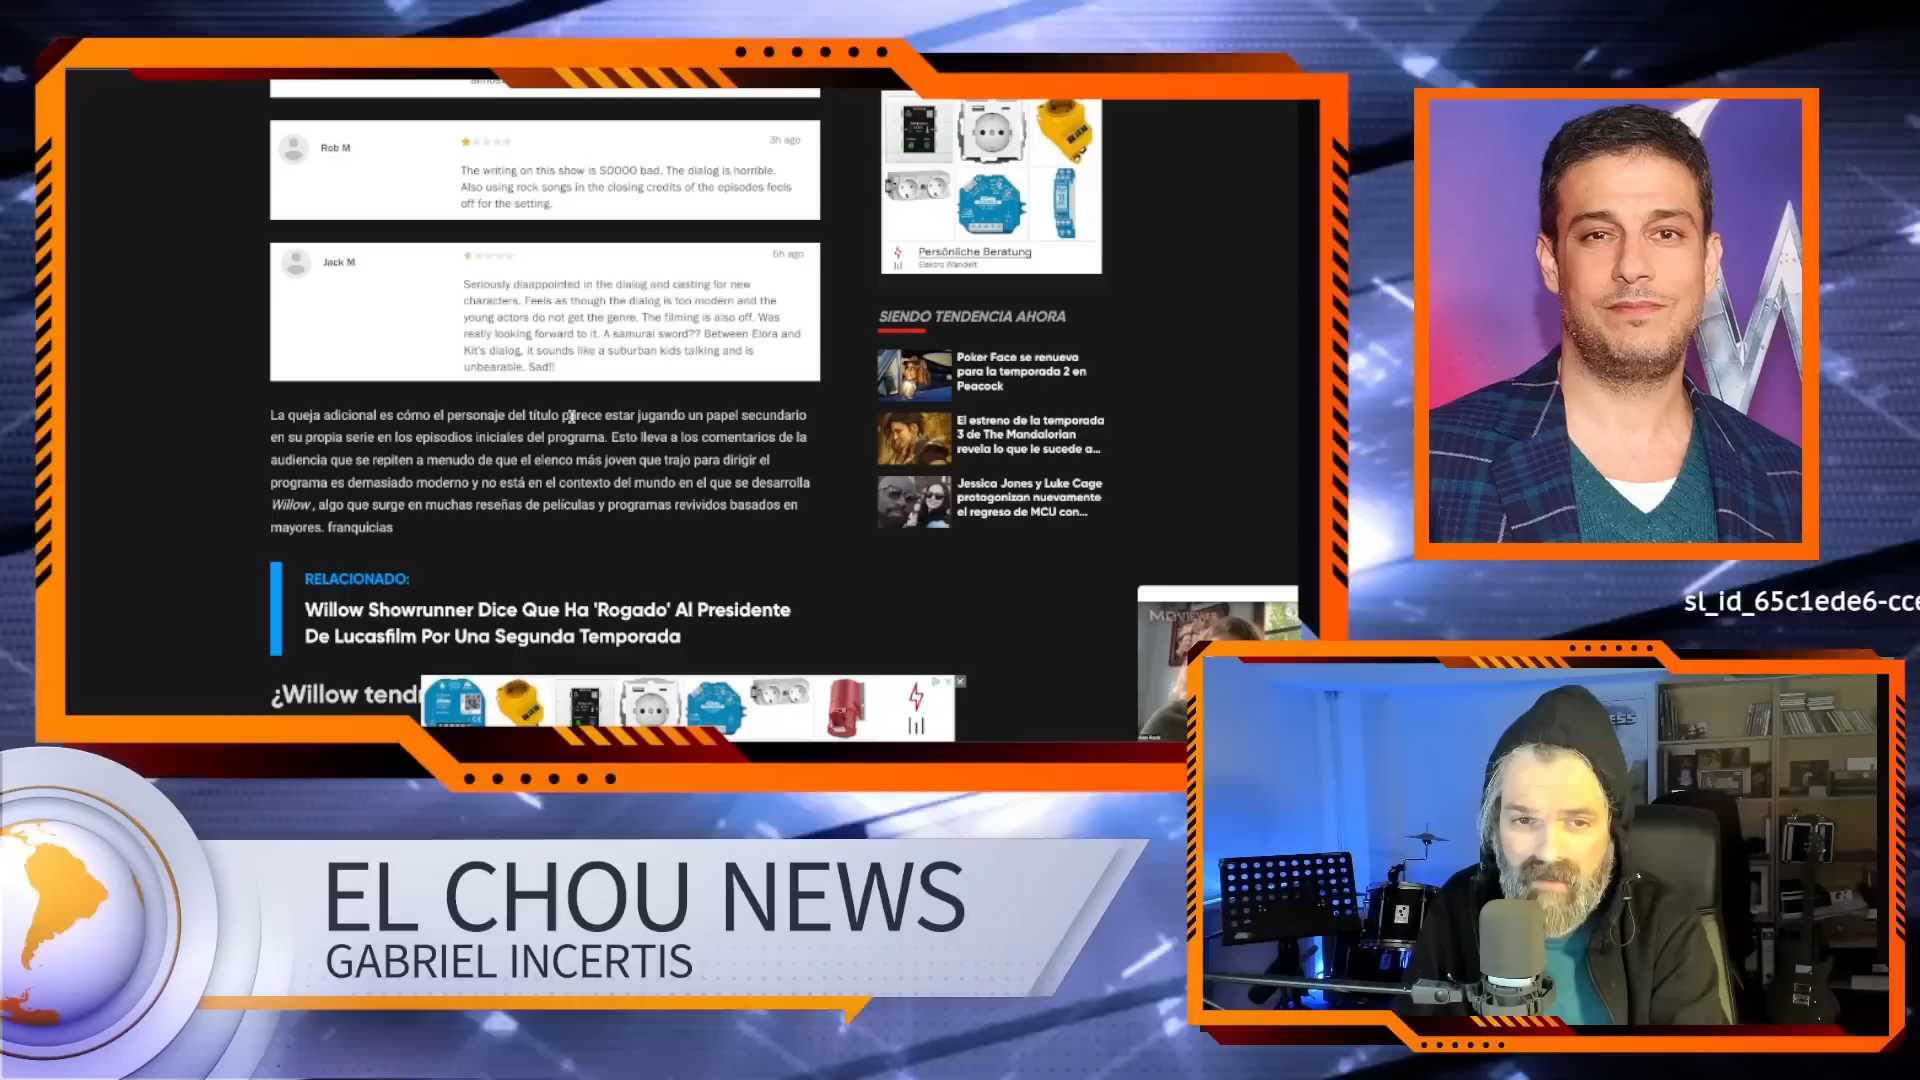 Rob M
3h ago
The writing on this show is SOOOO bad. The dialog is horrible.
Also using rock songs in the closing credits of the episodes feels
off for the setting.
Jack M
6h ago
Seriously disappointed in the dialog and casting for new
characters. Feels as though the dialog is too modern and the
young actors do not get the genre. The filming is also off. Was
really looking forward to it. A samurai sword?? Between Elora and
Kit's dialog, it sounds like a suburban kids talking and is
unbearable. Sad!!
La queja adicional es cómo el personaje del título parece estar jugando un papel secundario
en su propia serie en los episodios iniciales del programa. Esto lleva a los comentarios de la
audiencia que se repiten a menudo de que el elenco más joven que trajo para dirigir el
programa es demasiado moderno y no está en el contexto del mundo en el que se desarrolla
Willow, algo que surge en muchas reseñas de películas y programas revividos basados en
mayores. franquicias
RELACIONADO:
Willow Showrunner Dice Que Ha 'Rogado' Al Presidente
De Lucasfilm Por Una Segunda Temporada
¿Willow tend
Persönliche Beratung
Elektro Wandelt
SIENDO TENDENCIA AHORA
Poker Face se renueva
para la temporada 2 en
Peacock
El estreno de la temporada
3 de The Mandalorian
revela lo que le sucede a...
Jessica Jones y Luke Cage
protagonizan nuevamente
el regreso de MCU con...
sl_id_65c1ede6-cce
EL CHOU NEWS
GABRIEL INCERTIS